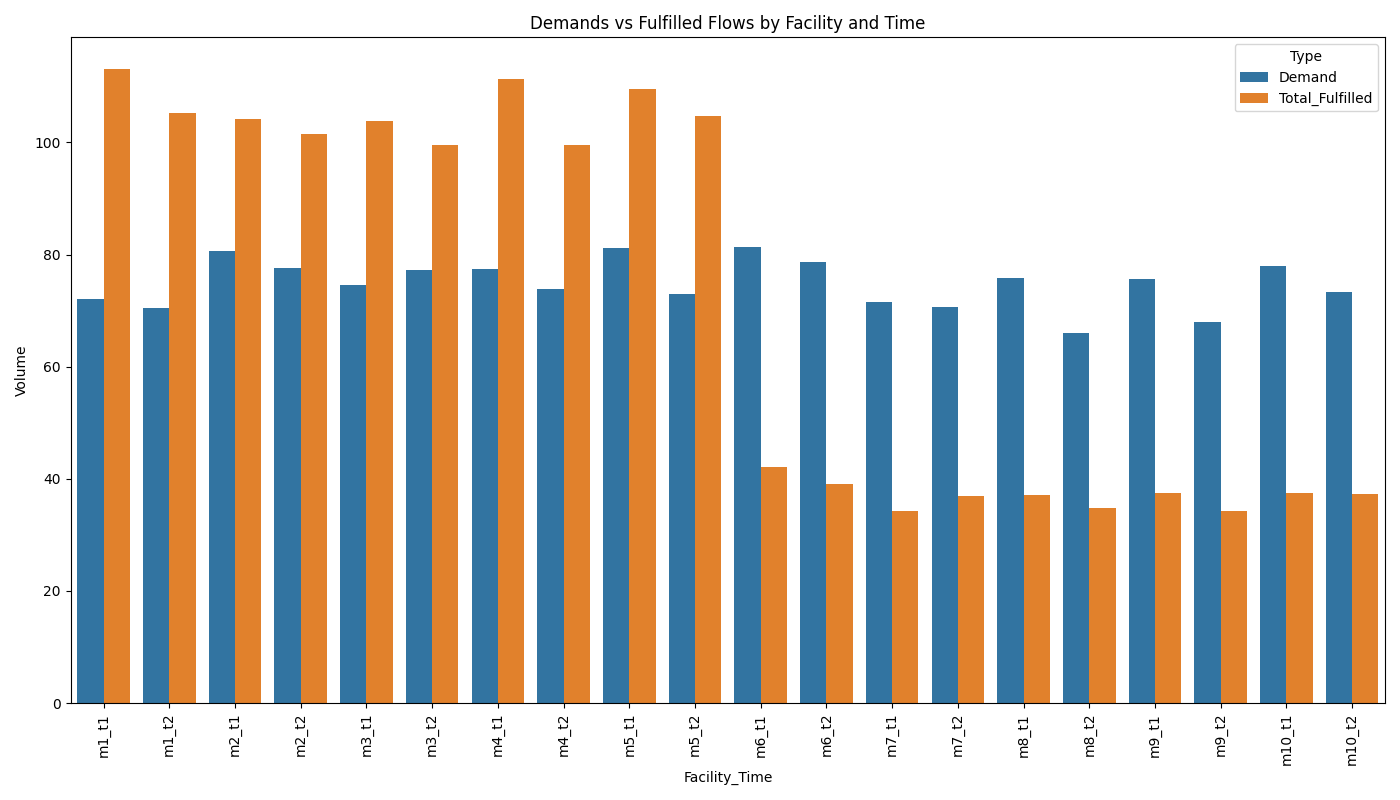 Demands vs Fulfilled Flows by Facility and Time
Type
Demand
Total_Fulfilled
Volume
100
80
60
40
20
0
m1_t1
m1_t2
m2_t1
m2_t2
m3_t1
m3_t2
m4_t1
m4_t2
m5_t1
m5_t2
m6_t1
m6_t2
m7_t1
m7_t2
m8_t1
m8_t2
m9_t1
m9_t2
m10_t1
m10_t2
Facility_Time